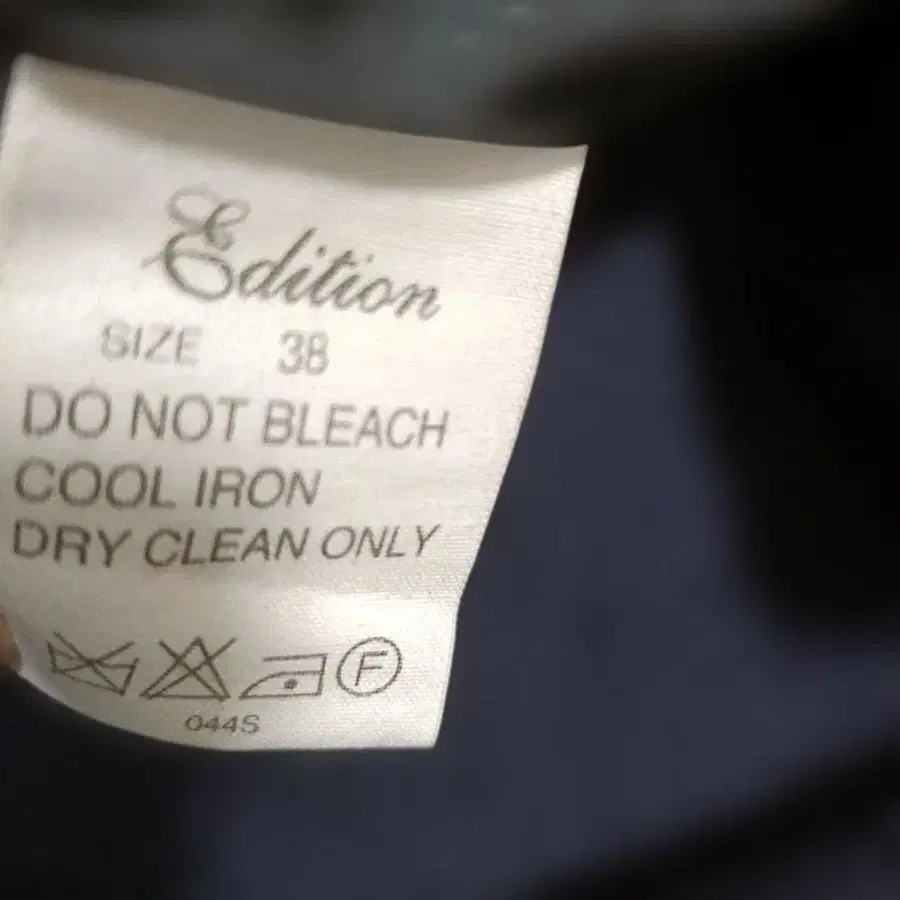 Edition
SIZE 38
DO NOT BLEACH
COOL IRON
DRY CLEAN ONLY
F
044S